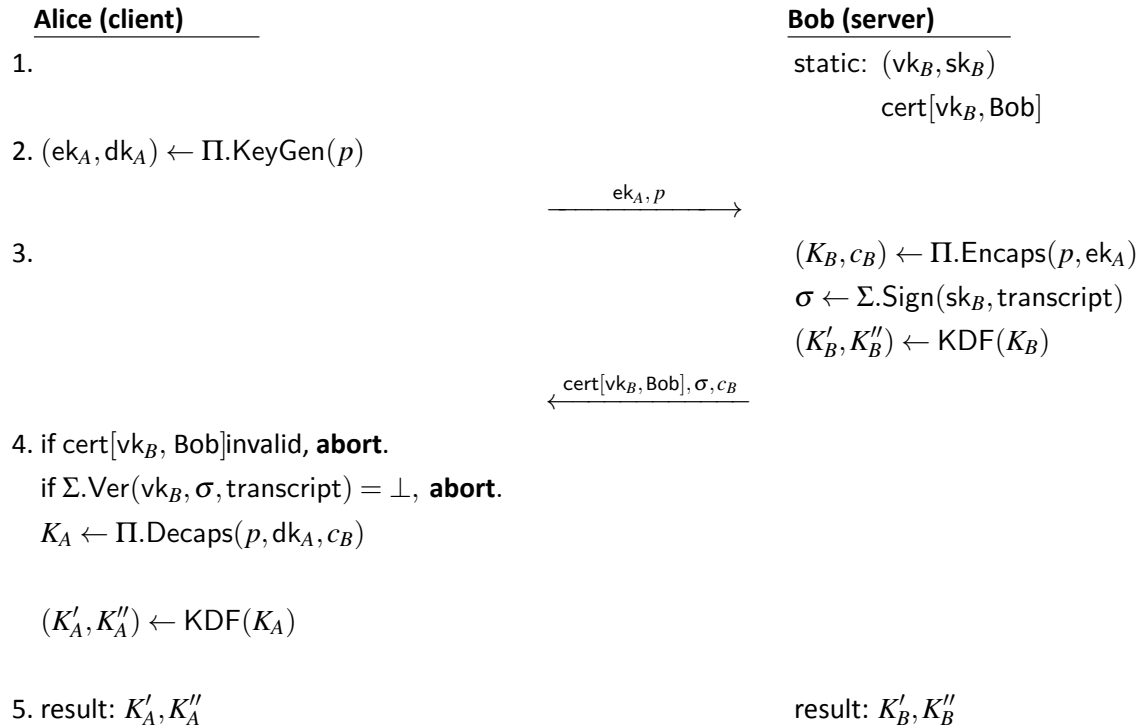 Alice (client) Bob (server)
1. static: (vk_B, sk_B)
cert[vk_B, Bob]
2. (ek_A, dk_A) ← Π.KeyGen(p)
ek_A, p
3. (K_B, c_B) ← Π.Encaps(p, ek_A)
σ ← Σ.Sign(sk_B, transcript)
(K′_B, K″_B) ← KDF(K_B)
cert[vk_B, Bob], σ, c_B
4. if cert[vk_B, Bob]invalid, abort.
if Σ.Ver(vk_B, σ, transcript) = ⊥, abort.
K_A ← Π.Decaps(p, dk_A, c_B)
(K′_A, K″_A) ← KDF(K_A)
5. result: K′_A, K″_A result: K′_B, K″_B